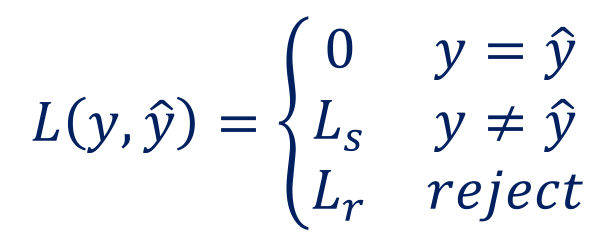 0 y = ŷ
L(y, ŷ) = { L_s y ≠ ŷ
L_r reject